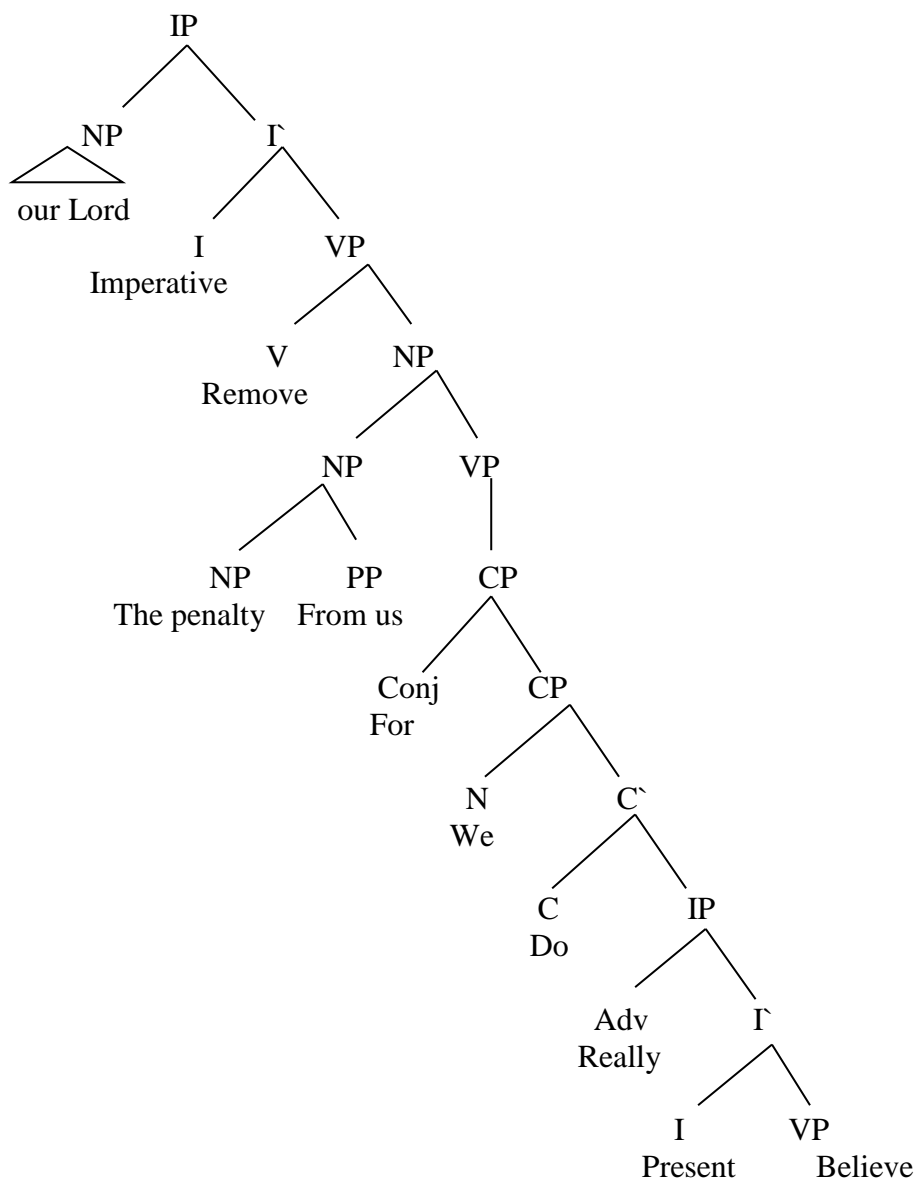 IP
NP I`
our Lord
I VP
Imperative
V NP
Remove
NP VP
NP PP CP
The penalty From us
Conj CP
For
N C`
We
C IP
Do
Adv I`
Really
I VP
Present Believe